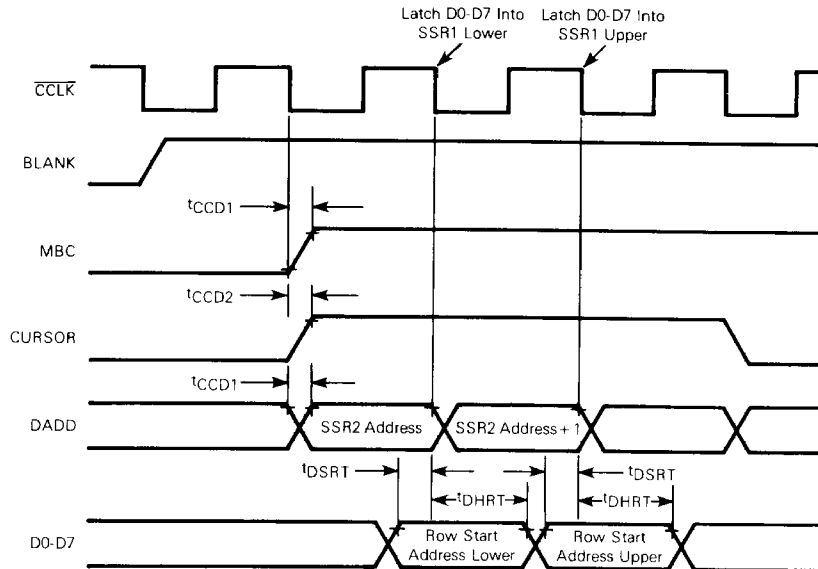 Latch D0-D7 Into
SSR1 Lower
Latch D0-D7 Into
SSR1 Upper
CCLK
BLANK
tCCD1
MBC
tCCD2
CURSOR
tCCD1
DADD
SSR2 Address
SSR2 Address + 1
tDSRT
tDSRT
tDHRT
tDHRT
D0-D7
Row Start
Address Lower
Row Start
Address Upper